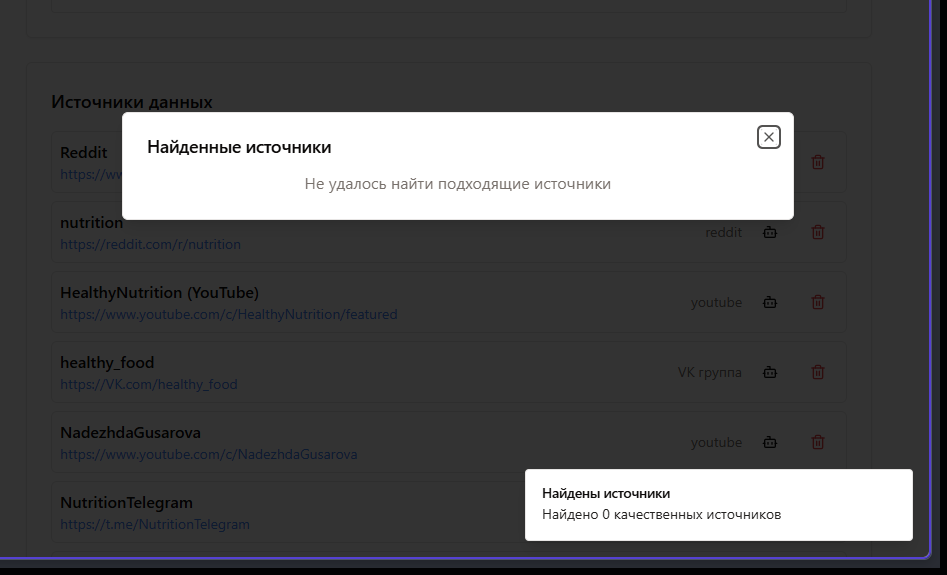 Источники данных
Найденные источники
Не удалось найти подходящие источники
Reddit
https://ww
nutrition
https://reddit.com/r/nutrition
reddit
HealthyNutrition (YouTube)
https://www.youtube.com/c/HealthyNutrition/featured
youtube
healthy_food
https://VK.com/healthy_food
VK группа
NadezhdaGusarova
https://www.youtube.com/c/NadezhdaGusarova
youtube
NutritionTelegram
https://t.me/NutritionTelegram
Найдены источники
Найдено 0 качественных источников